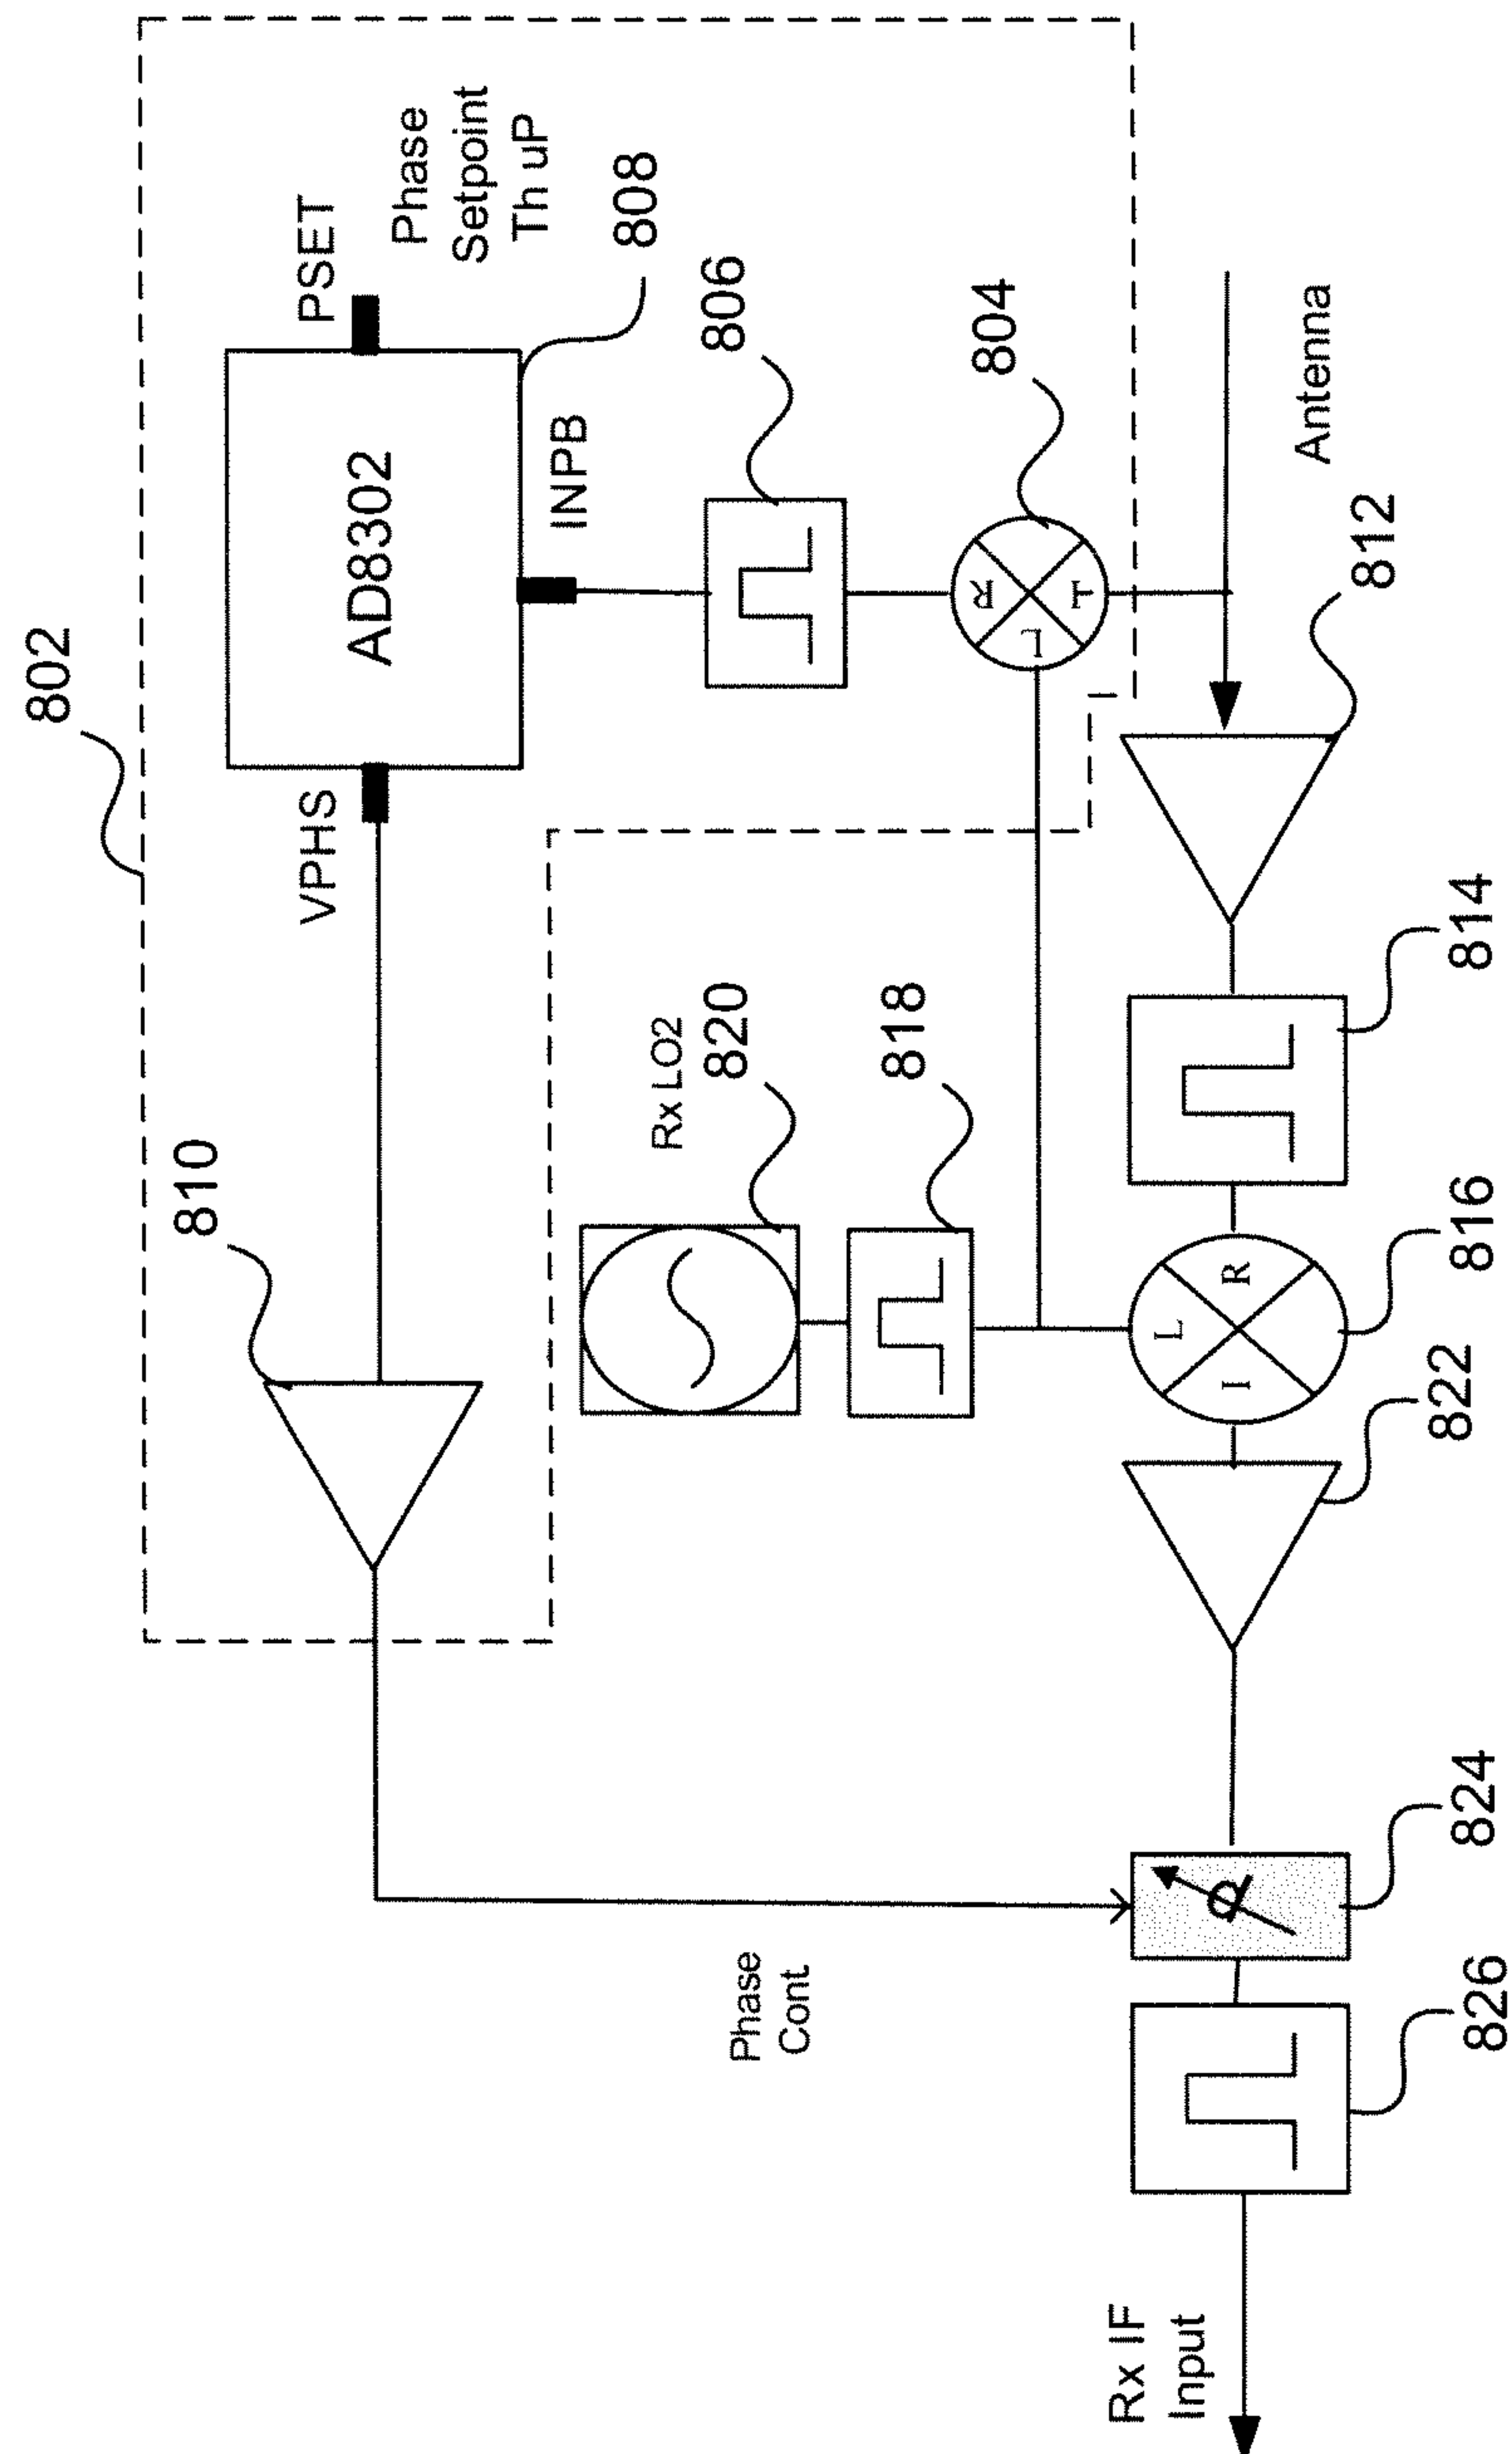 802
PSET
Phase
Setpoint
Th uP
AD8302
808
VPHS
INPB
806
810
R
L
I
804
Rx LO2
820
818
Antenna
812
814
L
R
I
816
822
Phase
Cont
824
ϕ
826
Rx IF
Input